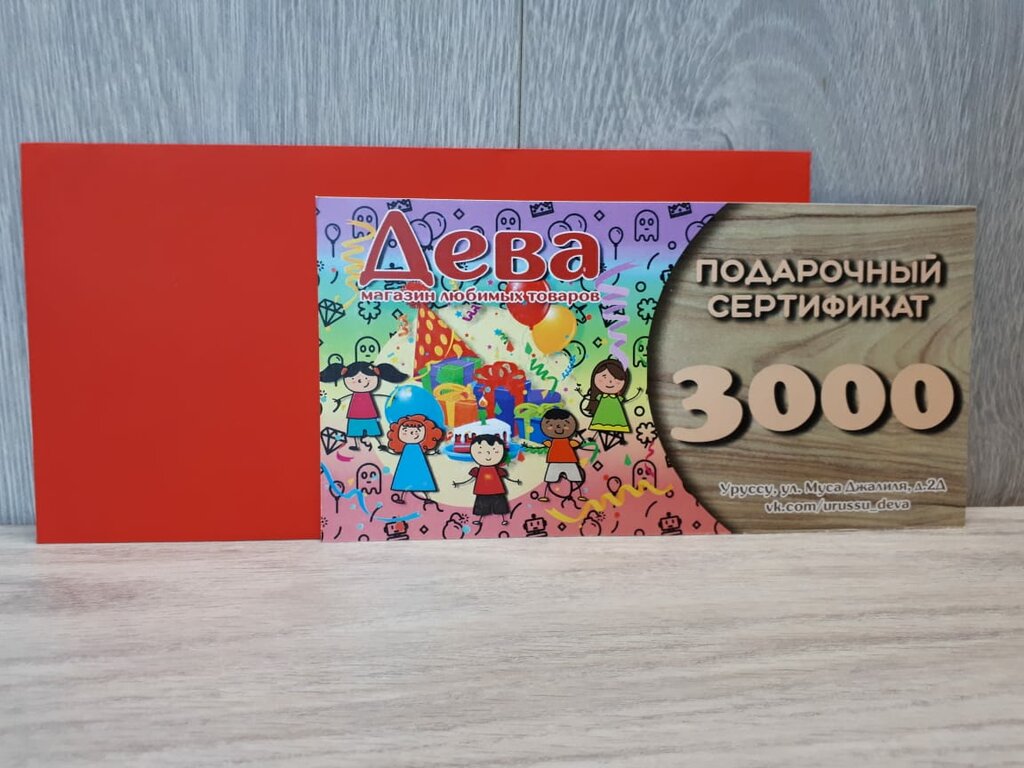 Дева
магазин любимых товаров
ПОДАРОЧНЫЙ
СЕРТИФИКАТ
3000
Уруссу, ул. Муса Джалиля, д.2Д
vk.com/urussu_deva